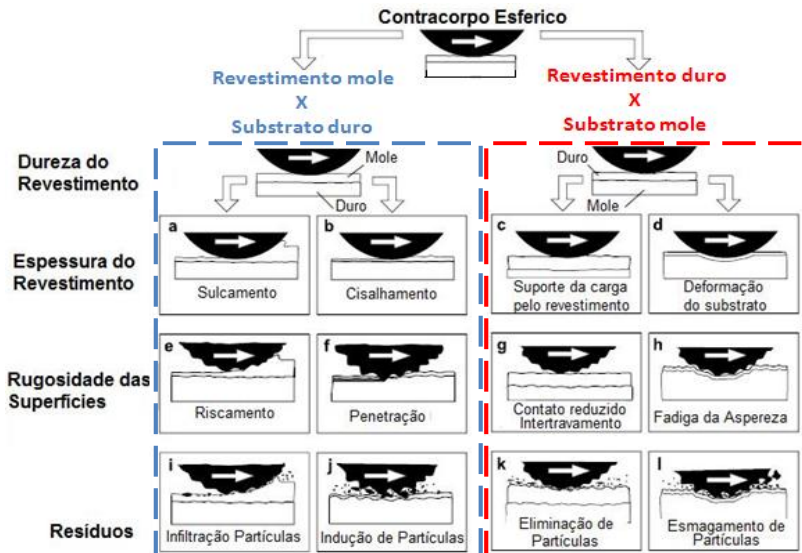 Contracorpo Esferico
Revestimento mole
X
Substrato duro
Revestimento duro
X
Substrato mole
Dureza do
Revestimento
Mole
Duro
Duro
Mole
Espessura do
Revestimento
a
Sulcamento
b
Cisalhamento
c
Suporte da carga
pelo revestimento
d
Deformação
do substrato
Rugosidade das
Superfícies
e
Riscamento
f
Penetração
g
Contato reduzido
Intertravamento
h
Fadiga da Aspereza
Resíduos
i
Infiltração Partículas
j
Indução de Partículas
k
Eliminação de
Partículas
l
Esmagamento de
Partículas